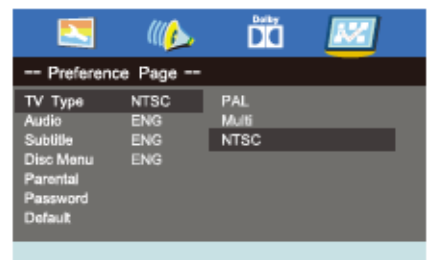 Dolby
-- Preference Page --
TV Type NTSC PAL
Audio ENG Multi
Subtitle ENG NTSC
Disc Menu ENG
Parental
Password
Default